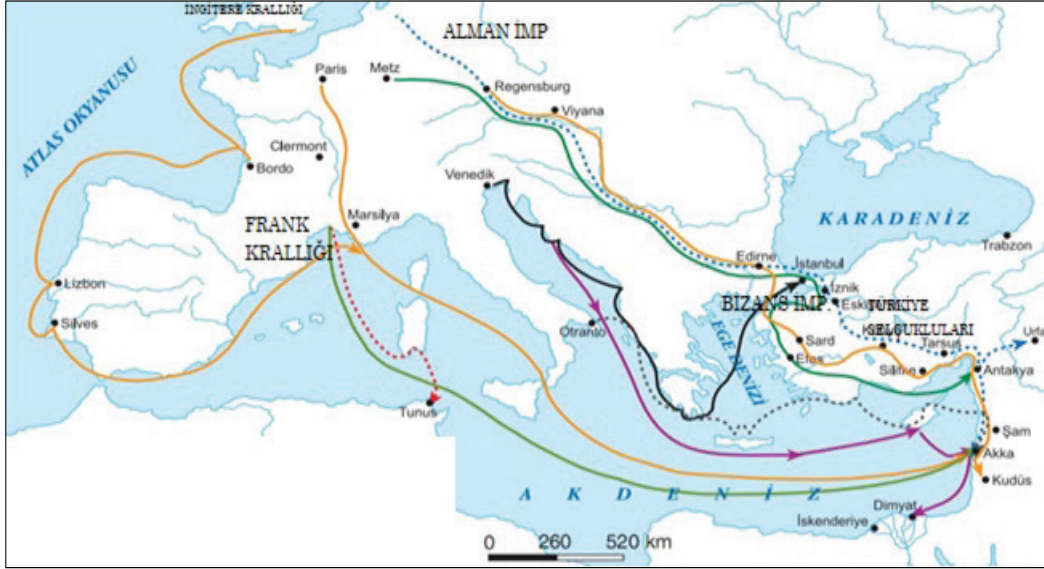 İNGİTERE KRALLIĞI
ALMAN İMP
Paris
Metz
Regensburg
Viyana
ATLAS OKYANUSU
Clermont
Bordo
Venedik
FRANK
KRALLIĞI
Marsilya
KARADENİZ
Trabzon
Edirne
İstanbul
İznik
Eski
BİZANS İMP.
TÜRKİYE
SELÇUKLULARI
Lizbon
Silves
Otranto
EGE DENİZİ
Sard
Efes
K
Tarsus
Silifke
Urfa
Antakya
Tunus
Şam
Akka
Kudüs
AKDENİZ
Dimyat
İskenderiye
0 260 520 km